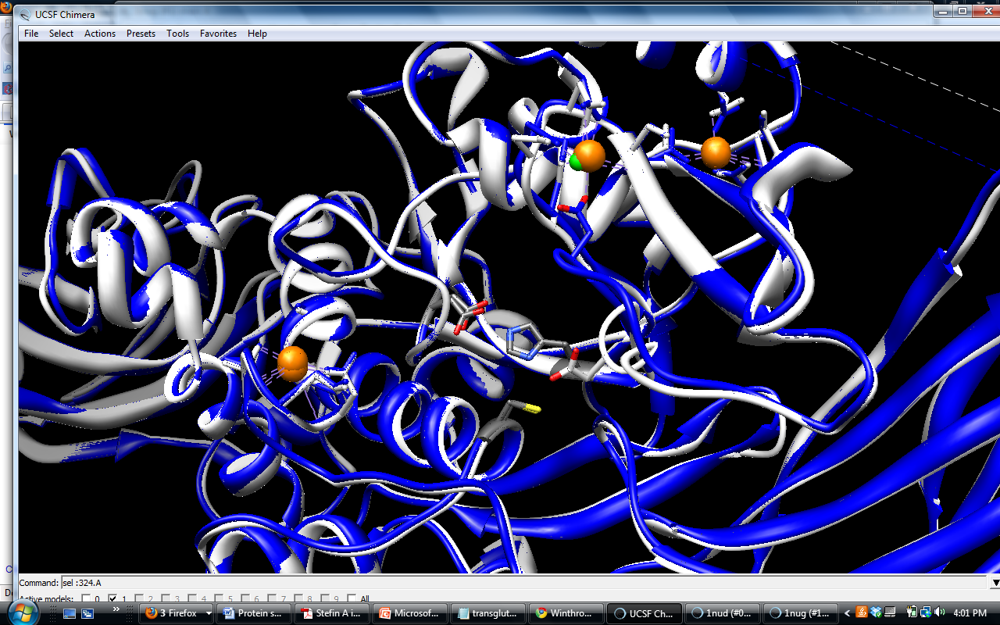 UCSF Chimera
File Select Actions Presets Tools Favorites Help
Command: sel :324.A
Active models: 0 1 2 3 4 5 6 7 8 9 All
3 Firefox Protein s... Stefin A i... Microsof... transglut... Winthro... UCSF Ch... 1nud (#0... 1nug (#1... 4:01 PM